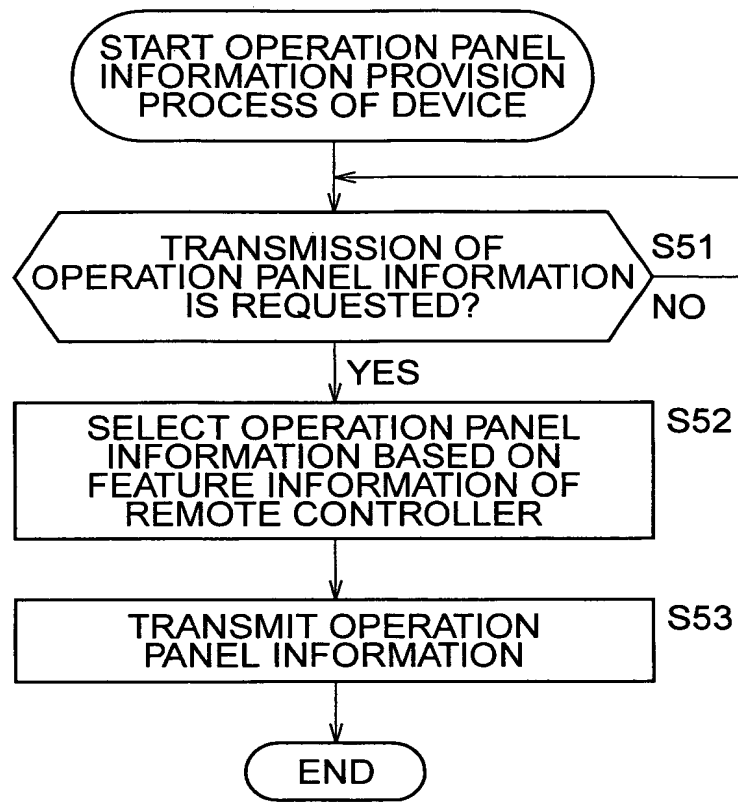 START OPERATION PANEL
INFORMATION PROVISION
PROCESS OF DEVICE
TRANSMISSION OF
OPERATION PANEL INFORMATION
IS REQUESTED?
S51
NO
YES
SELECT OPERATION PANEL
INFORMATION BASED ON
FEATURE INFORMATION OF
REMOTE CONTROLLER
S52
TRANSMIT OPERATION
PANEL INFORMATION
S53
END